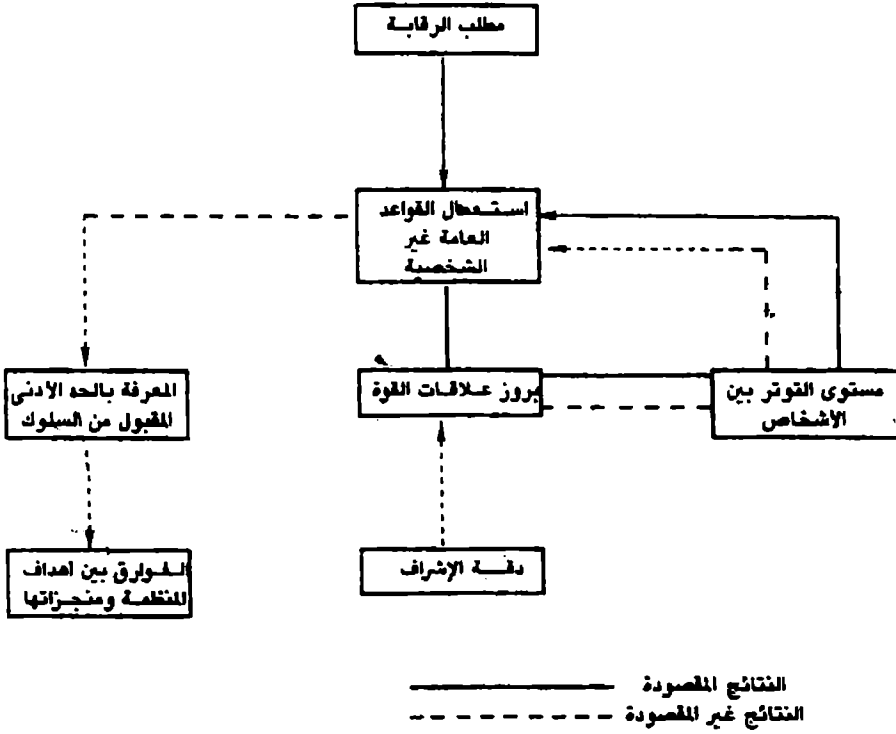 مطلب الرقابة
استعمال القواعد
العامة غير
الشخصية
المعرفة بالحد الأدنى
المقبول من السلوك
بروز علاقات القوة
مستوى التوتر بين
الأشخاص
الفوارق بين أهداف
المنظمة ومنجزاتها
دقة الإشراف
النتائج المقصودة
النتائج غير المقصودة